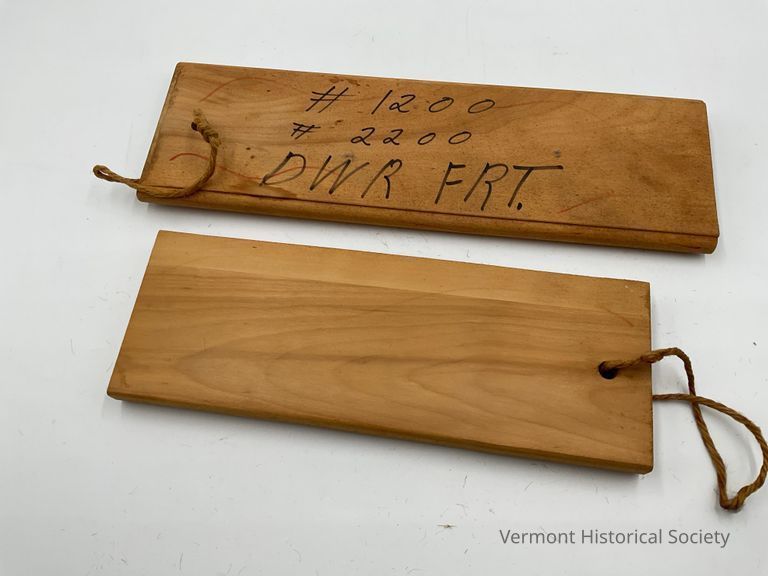 # 1200
# 2200
DWR FRT.
Vermont Historical Society